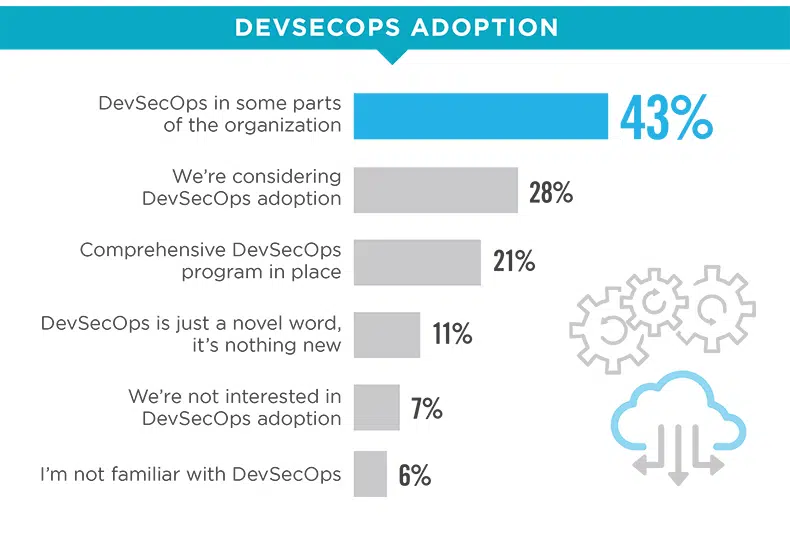 DEVSECOPS ADOPTION
DevSecOps in some parts
of the organization
43%
We’re considering
DevSecOps adoption
28%
Comprehensive DevSecOps
program in place
21%
DevSecOps is just a novel word,
it’s nothing new
11%
We’re not interested in
DevSecOps adoption
7%
I’m not familiar with DevSecOps
6%